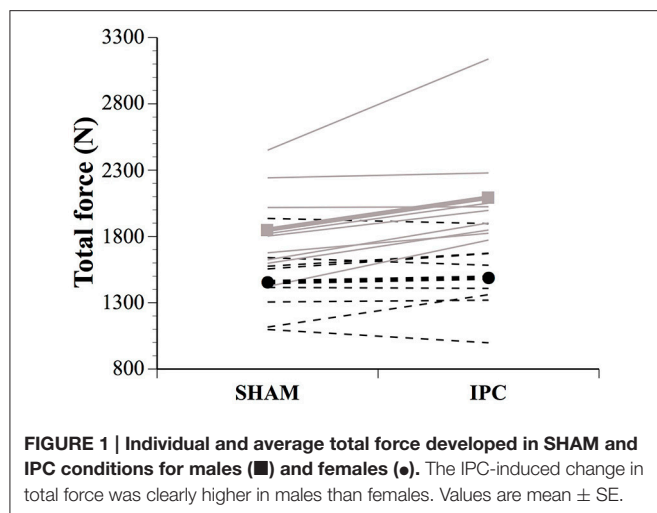 3300
2800
2300
1800
1300
800
Total force (N)
SHAM
IPC
FIGURE 1 | Individual and average total force developed in SHAM and
IPC conditions for males (■) and females (●). The IPC-induced change in
total force was clearly higher in males than females. Values are mean ± SE.